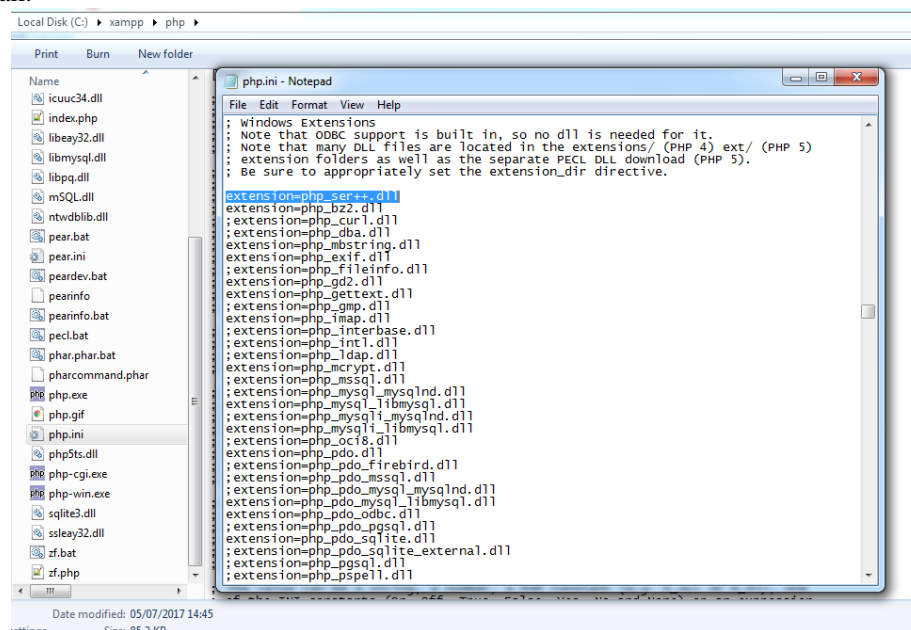 Local Disk (C:) ▸ xampp ▸ php ▸
Print Burn New folder
Name
icuuc34.dll
index.php
libeay32.dll
libmysql.dll
libpq.dll
mSQL.dll
ntwdblib.dll
pear.bat
pear.ini
peardev.bat
pearinfo
pearinfo.bat
pecl.bat
phar.phar.bat
pharcommand.phar
php.exe
php.gif
php.ini
php5ts.dll
php-cgi.exe
php-win.exe
sqlite3.dll
ssleay32.dll
zf.bat
zf.php
Date modified: 05/07/2017 14:45
php.ini - Notepad
File Edit Format View Help
; Windows Extensions
; Note that ODBC support is built in, so no dll is needed for it.
; Note that many DLL files are located in the extensions/ (PHP 4) ext/ (PHP 5)
; extension folders as well as the separate PECL DLL download (PHP 5).
; Be sure to appropriately set the extension_dir directive.
extension=php_ser++.dll
extension=php_bz2.dll
;extension=php_curl.dll
;extension=php_dba.dll
extension=php_mbstring.dll
extension=php_exif.dll
;extension=php_fileinfo.dll
extension=php_gd2.dll
extension=php_gettext.dll
;extension=php_gmp.dll
extension=php_imap.dll
;extension=php_interbase.dll
;extension=php_intl.dll
;extension=php_ldap.dll
extension=php_mcrypt.dll
;extension=php_mssql.dll
;extension=php_mysql_mysqlnd.dll
extension=php_mysql_libmysql.dll
;extension=php_mysqli_mysqlnd.dll
extension=php_mysqli_libmysql.dll
;extension=php_oci8.dll
extension=php_pdo.dll
;extension=php_pdo_firebird.dll
;extension=php_pdo_mssql.dll
;extension=php_pdo_mysql_mysqlnd.dll
extension=php_pdo_mysql_libmysql.dll
extension=php_pdo_odbc.dll
;extension=php_pdo_pgsql.dll
extension=php_pdo_sqlite.dll
;extension=php_pdo_sqlite_external.dll
;extension=php_pgsql.dll
;extension=php_pspell.dll